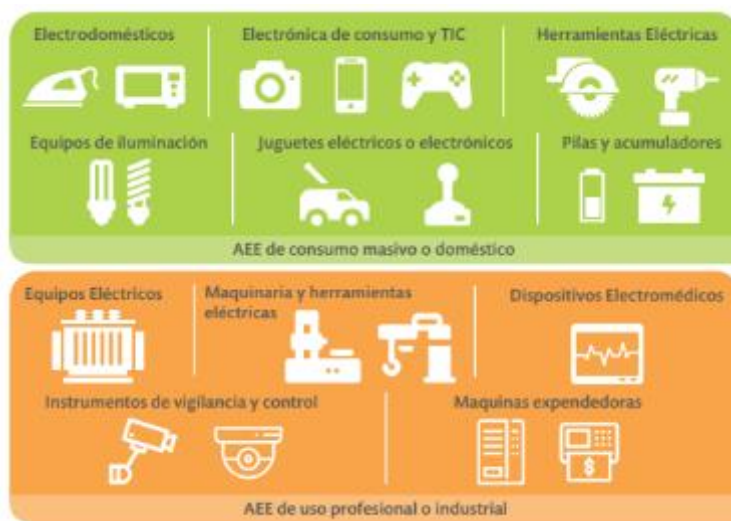 Electrodomésticos
Electrónica de consumo y TIC
Herramientas Eléctricas
Equipos de iluminación
Juguetes eléctricos o electrónicos
Pilas y acumuladores
AEE de consumo masivo o doméstico
Equipos Eléctricos
Maquinaria y herramientas
eléctricas
Dispositivos Electromédicos
Instrumentos de vigilancia y control
Maquinas expendedoras
$
AEE de uso profesional o industrial